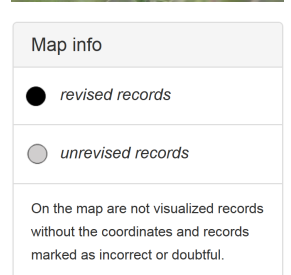 Map info
revised records
unrevised records
On the map are not visualized records
without the coordinates and records
marked as incorrect or doubtful.